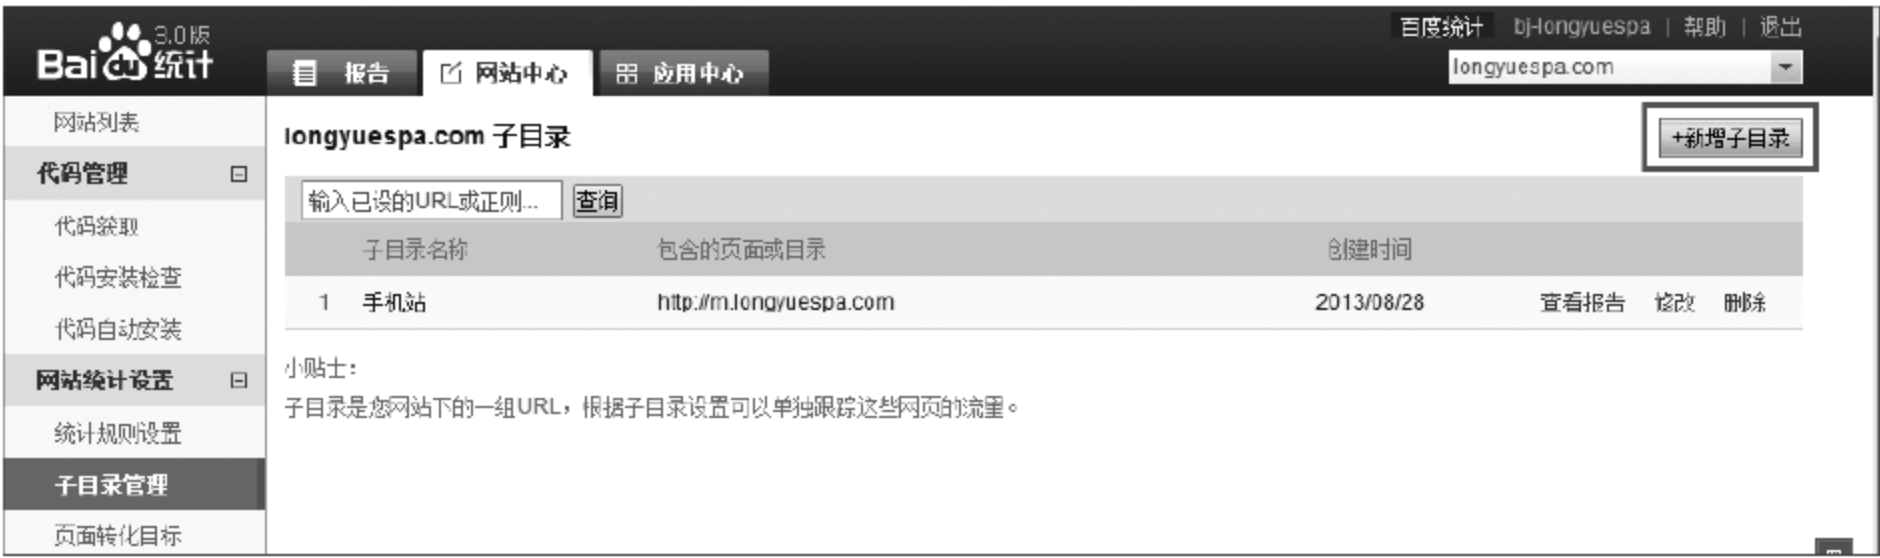 百度统计 bj-longyuespa | 帮助 | 退出
Bai du 统计 3.0版
报告 网站中心 应用中心 longyuespa.com
网站列表
代码管理
代码获取
代码安装检查
代码自动安装
网站统计设置
统计规则设置
子目录管理
页面转化目标
longyuespa.com 子目录 +新增子目录
输入已设的URL或正则... 查询
子目录名称 包含的页面或目录 创建时间
1 手机站 http://m.longyuespa.com 2013/08/28 查看报告 修改 删除
小贴士：
子目录是您网站下的一组URL，根据子目录设置可以单独跟踪这些网页的流量。